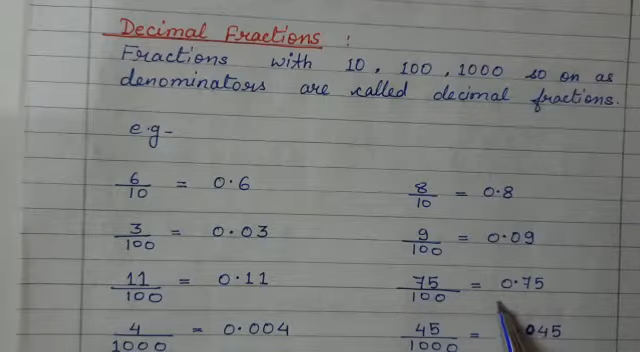 Decimal Fractions :
Fractions with 10, 100, 1000 so on as
denominators are called decimal fractions.
e.g-
6/10 = 0.6 8/10 = 0.8
3/100 = 0.03 9/100 = 0.09
11/100 = 0.11 75/100 = 0.75
4/1000 = 0.004 45/1000 = .045